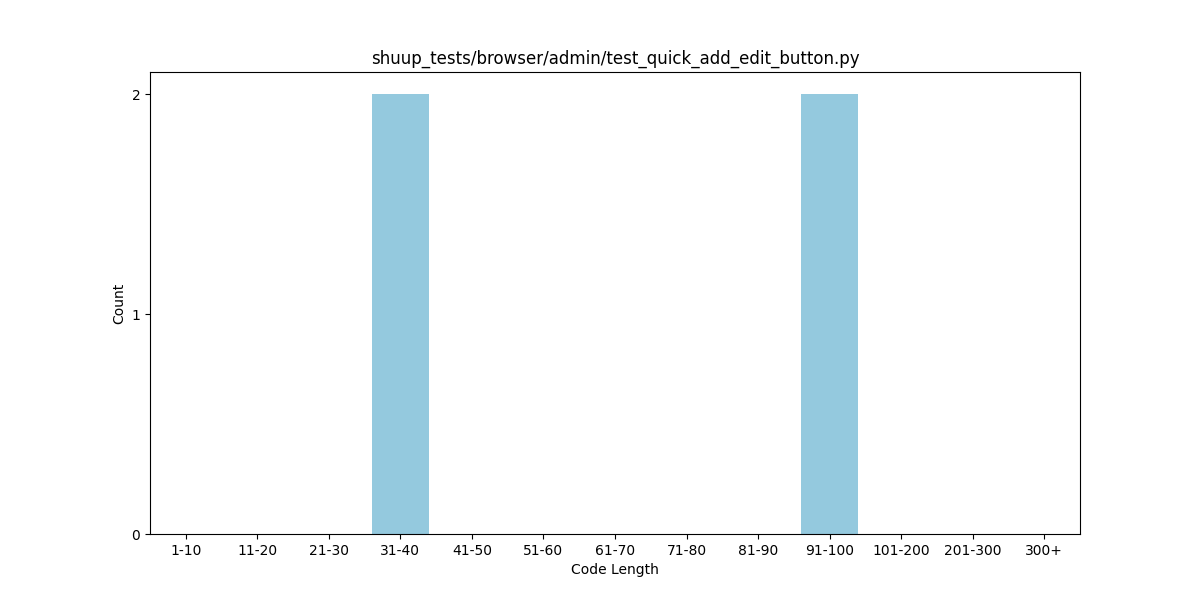 shuup_tests/browser/admin/test_quick_add_edit_button.py
2
1
0
Count
1-10 11-20 21-30 31-40 41-50 51-60 61-70 71-80 81-90 91-100 101-200 201-300 300+
Code Length